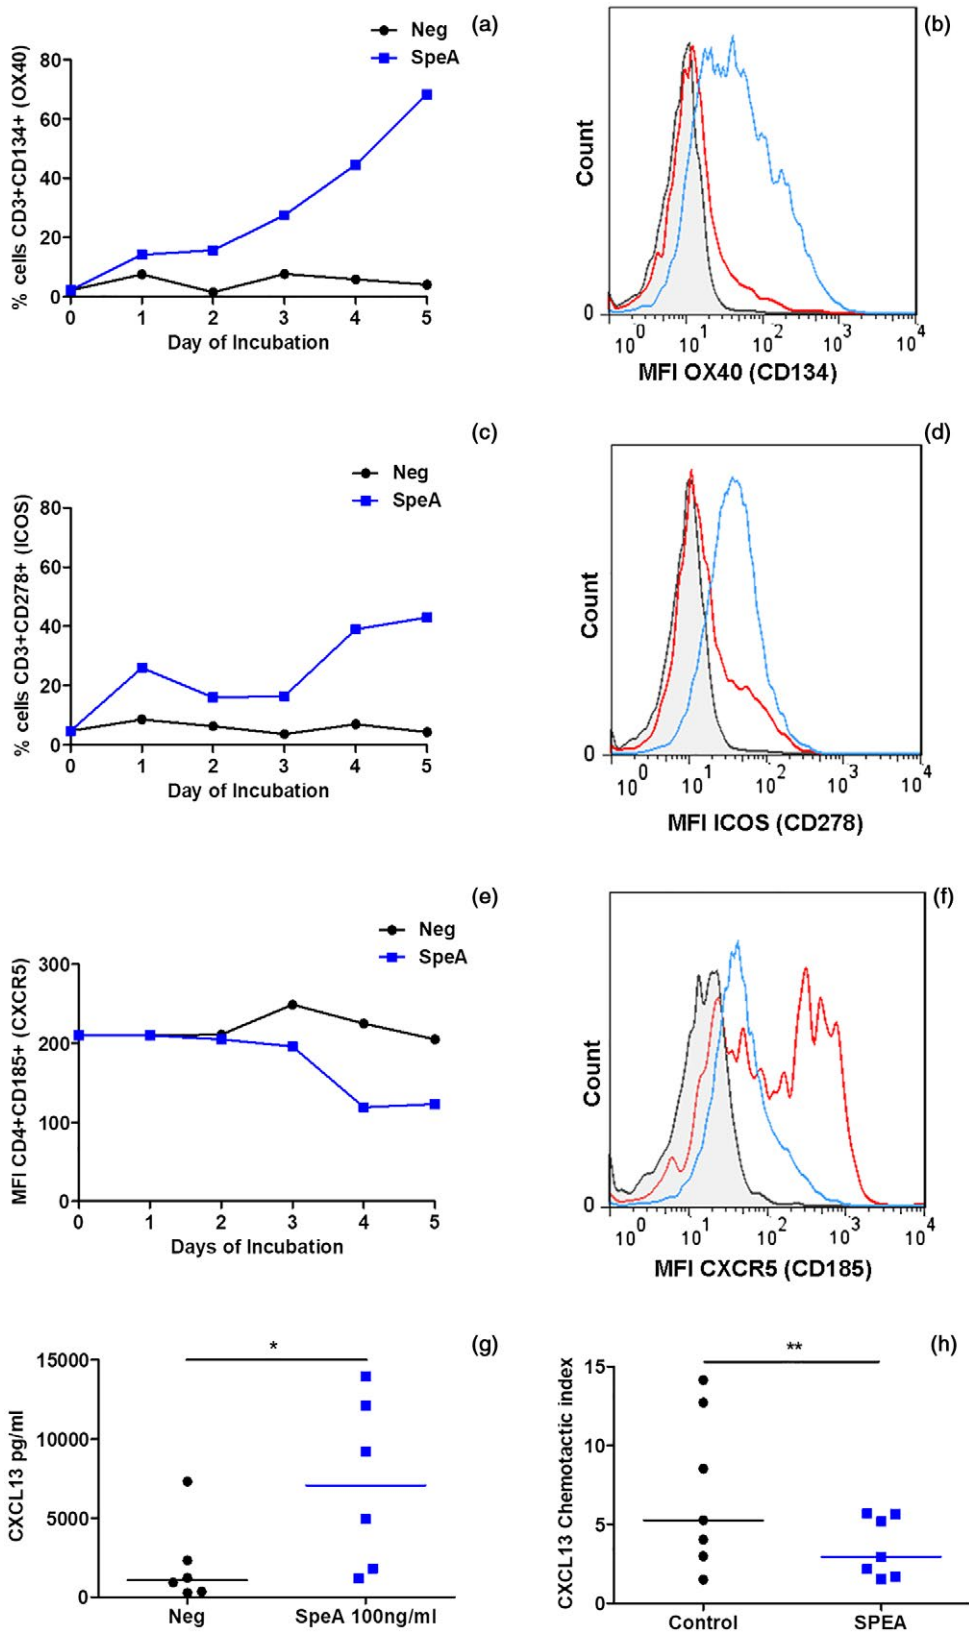 (a)
Neg
SpeA
% cells CD3+CD134+ (OX40)
80
60
40
20
0
0 1 2 3 4 5
Day of Incubation
(b)
Count
0
10^0 10^1 10^2 10^3 10^4
MFI OX40 (CD134)
(c)
Neg
SpeA
% cells CD3+CD278+ (ICOS)
80
60
40
20
0
0 1 2 3 4 5
Day of Incubation
(d)
Count
0
10^0 10^1 10^2 10^3 10^4
MFI ICOS (CD278)
(e)
Neg
SpeA
MFI CD4+CD185+ (CXCR5)
300
200
100
0
0 1 2 3 4 5
Days of Incubation
(f)
Count
0
10^0 10^1 10^2 10^3 10^4
MFI CXCR5 (CD185)
(g)
*
CXCL13 pg/ml
15000
10000
5000
0
Neg SpeA 100ng/ml
(h)
**
CXCL13 Chemotactic index
15
10
5
0
Control SPEA